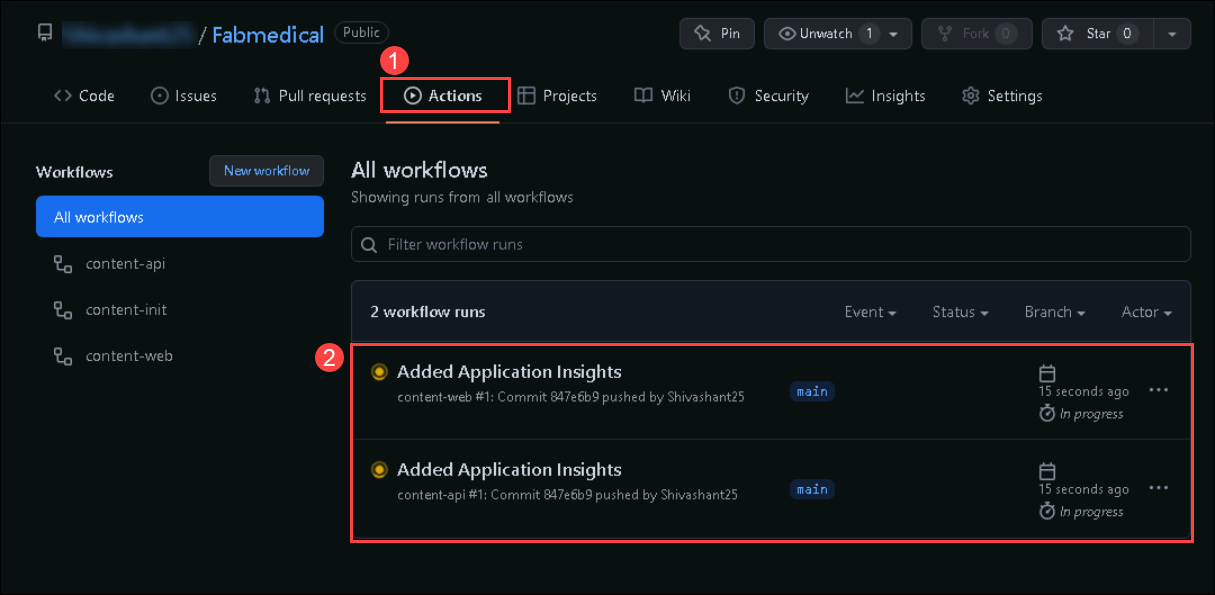 / Fabmedical Public
Pin Unwatch 1 Fork 0 Star 0
1
Code Issues Pull requests Actions Projects Wiki Security Insights Settings
Workflows New workflow
All workflows
content-api
content-init
content-web
All workflows
Showing runs from all workflows
Filter workflow runs
2 workflow runs Event Status Branch Actor
2
Added Application Insights
content-web #1: Commit 847e6b9 pushed by Shivashant25
main
15 seconds ago
In progress
Added Application Insights
content-api #1: Commit 847e6b9 pushed by Shivashant25
main
15 seconds ago
In progress